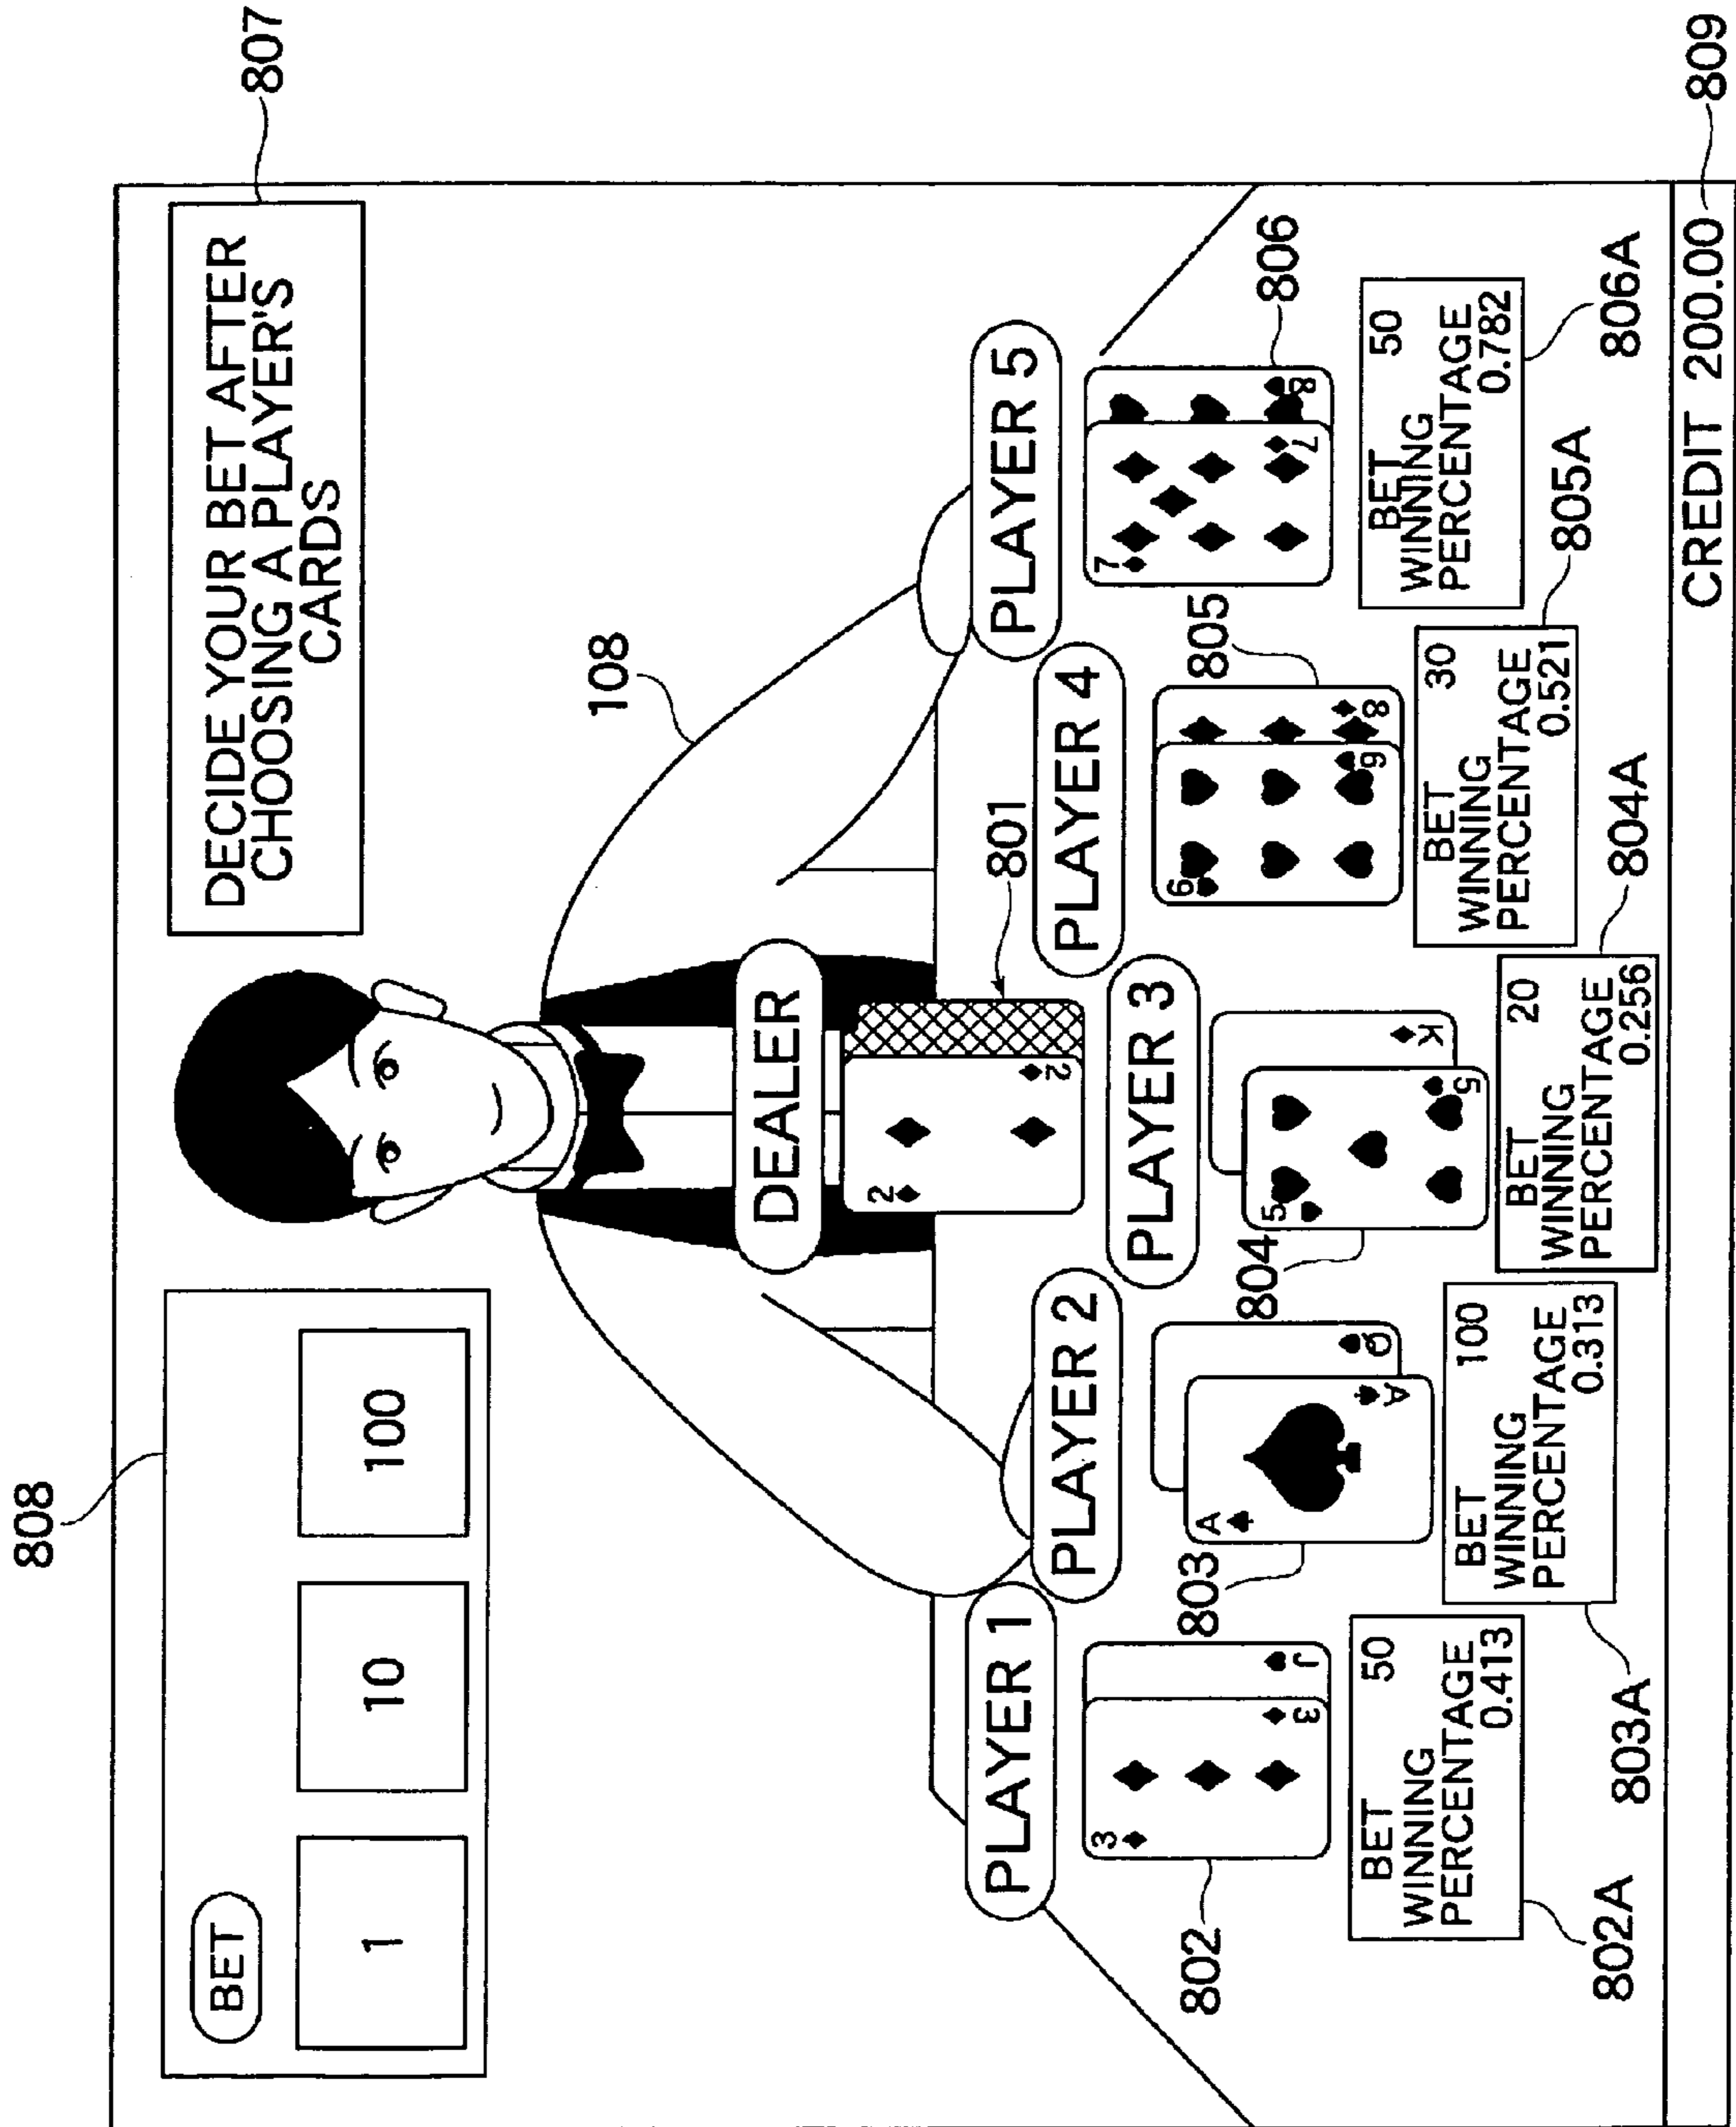 808
807
BET
1
10
100
DECIDE YOUR BET AFTER
CHOOSING A PLAYER'S
CARDS
108
DEALER
2
2
801
PLAYER 1
PLAYER 2
PLAYER 3
PLAYER 4
PLAYER 5
802
3
3
J
803
A
A
Q
804
5
5
K
805
6
6
8
806
7
7
8
BET 50
WINNING
PERCENTAGE
0.413
802A
BET 100
WINNING
PERCENTAGE
0.313
803A
BET 20
WINNING
PERCENTAGE
0.256
804A
BET 30
WINNING
PERCENTAGE
0.521
805A
BET 50
WINNING
PERCENTAGE
0.782
806A
CREDIT 200.00
809